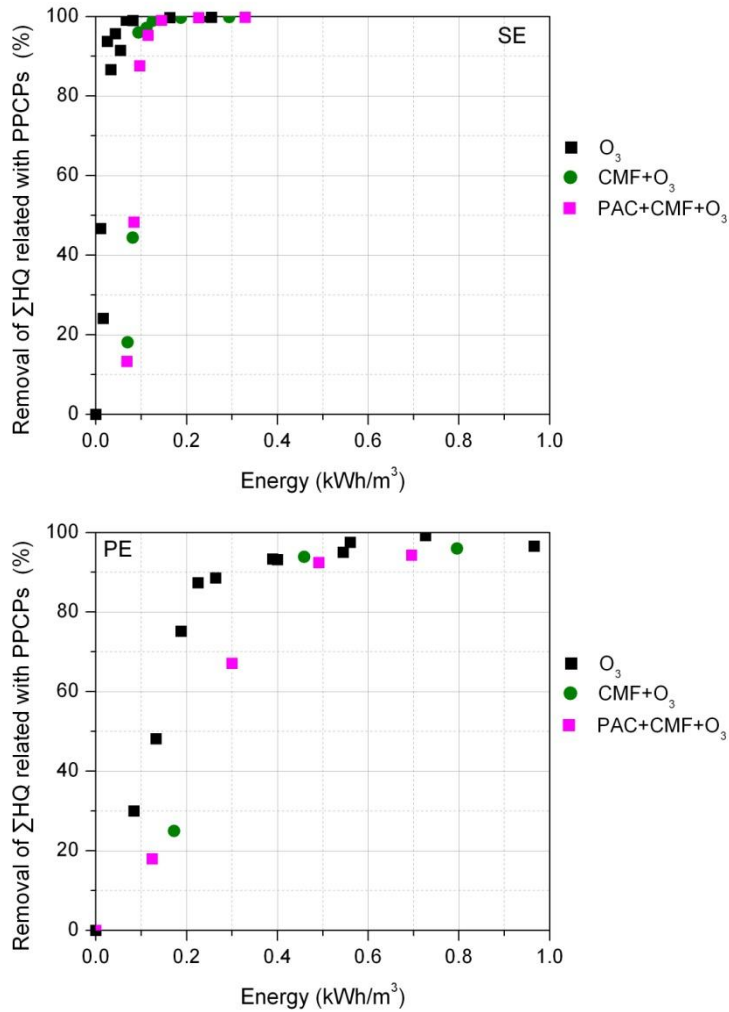 SE
Removal of ∑HQ related with PPCPs (%)
100
80
60
40
20
0
0.0 0.2 0.4 0.6 0.8 1.0
Energy (kWh/m³)
O₃
CMF+O₃
PAC+CMF+O₃
PE
Removal of ∑HQ related with PPCPs (%)
100
80
60
40
20
0
0.0 0.2 0.4 0.6 0.8 1.0
Energy (kWh/m³)
O₃
CMF+O₃
PAC+CMF+O₃